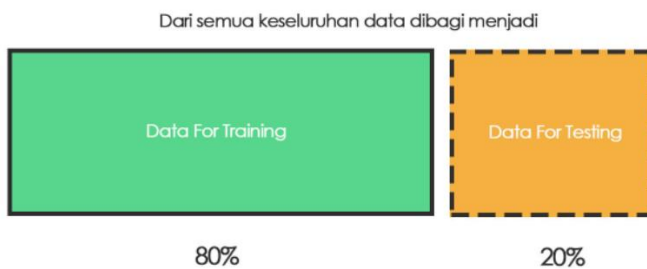 Dari semua keseluruhan data dibagi menjadi
Data For Training
Data For Testing
80%
20%